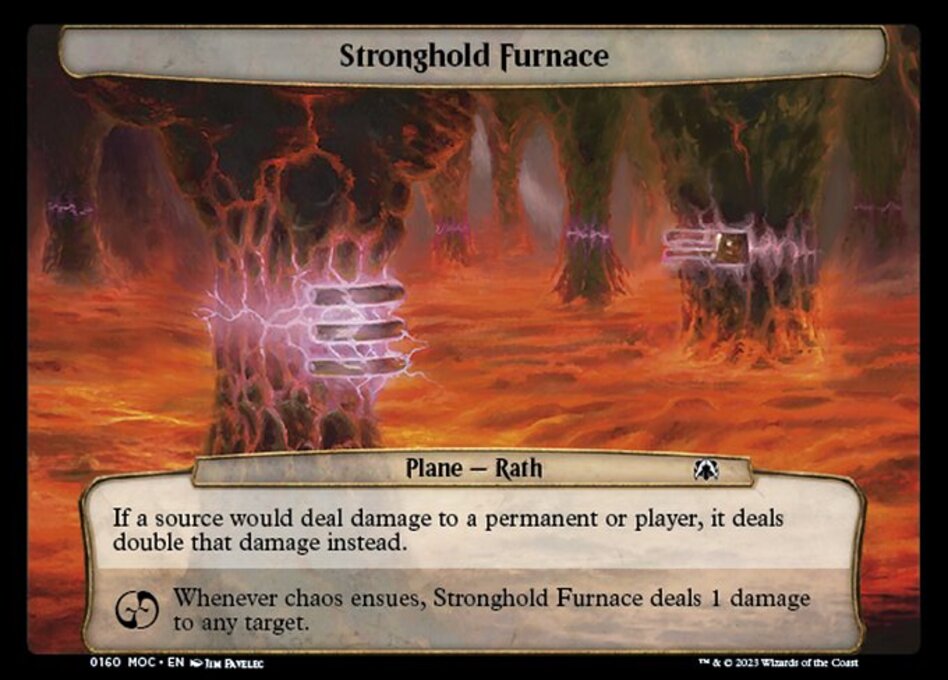 Stronghold Furnace
Plane — Rath
If a source would deal damage to a permanent or player, it deals
double that damage instead.
Whenever chaos ensues, Stronghold Furnace deals 1 damage
to any target.
0160 MOC • EN Jim Pavelec
™ & © 2023 Wizards of the Coast